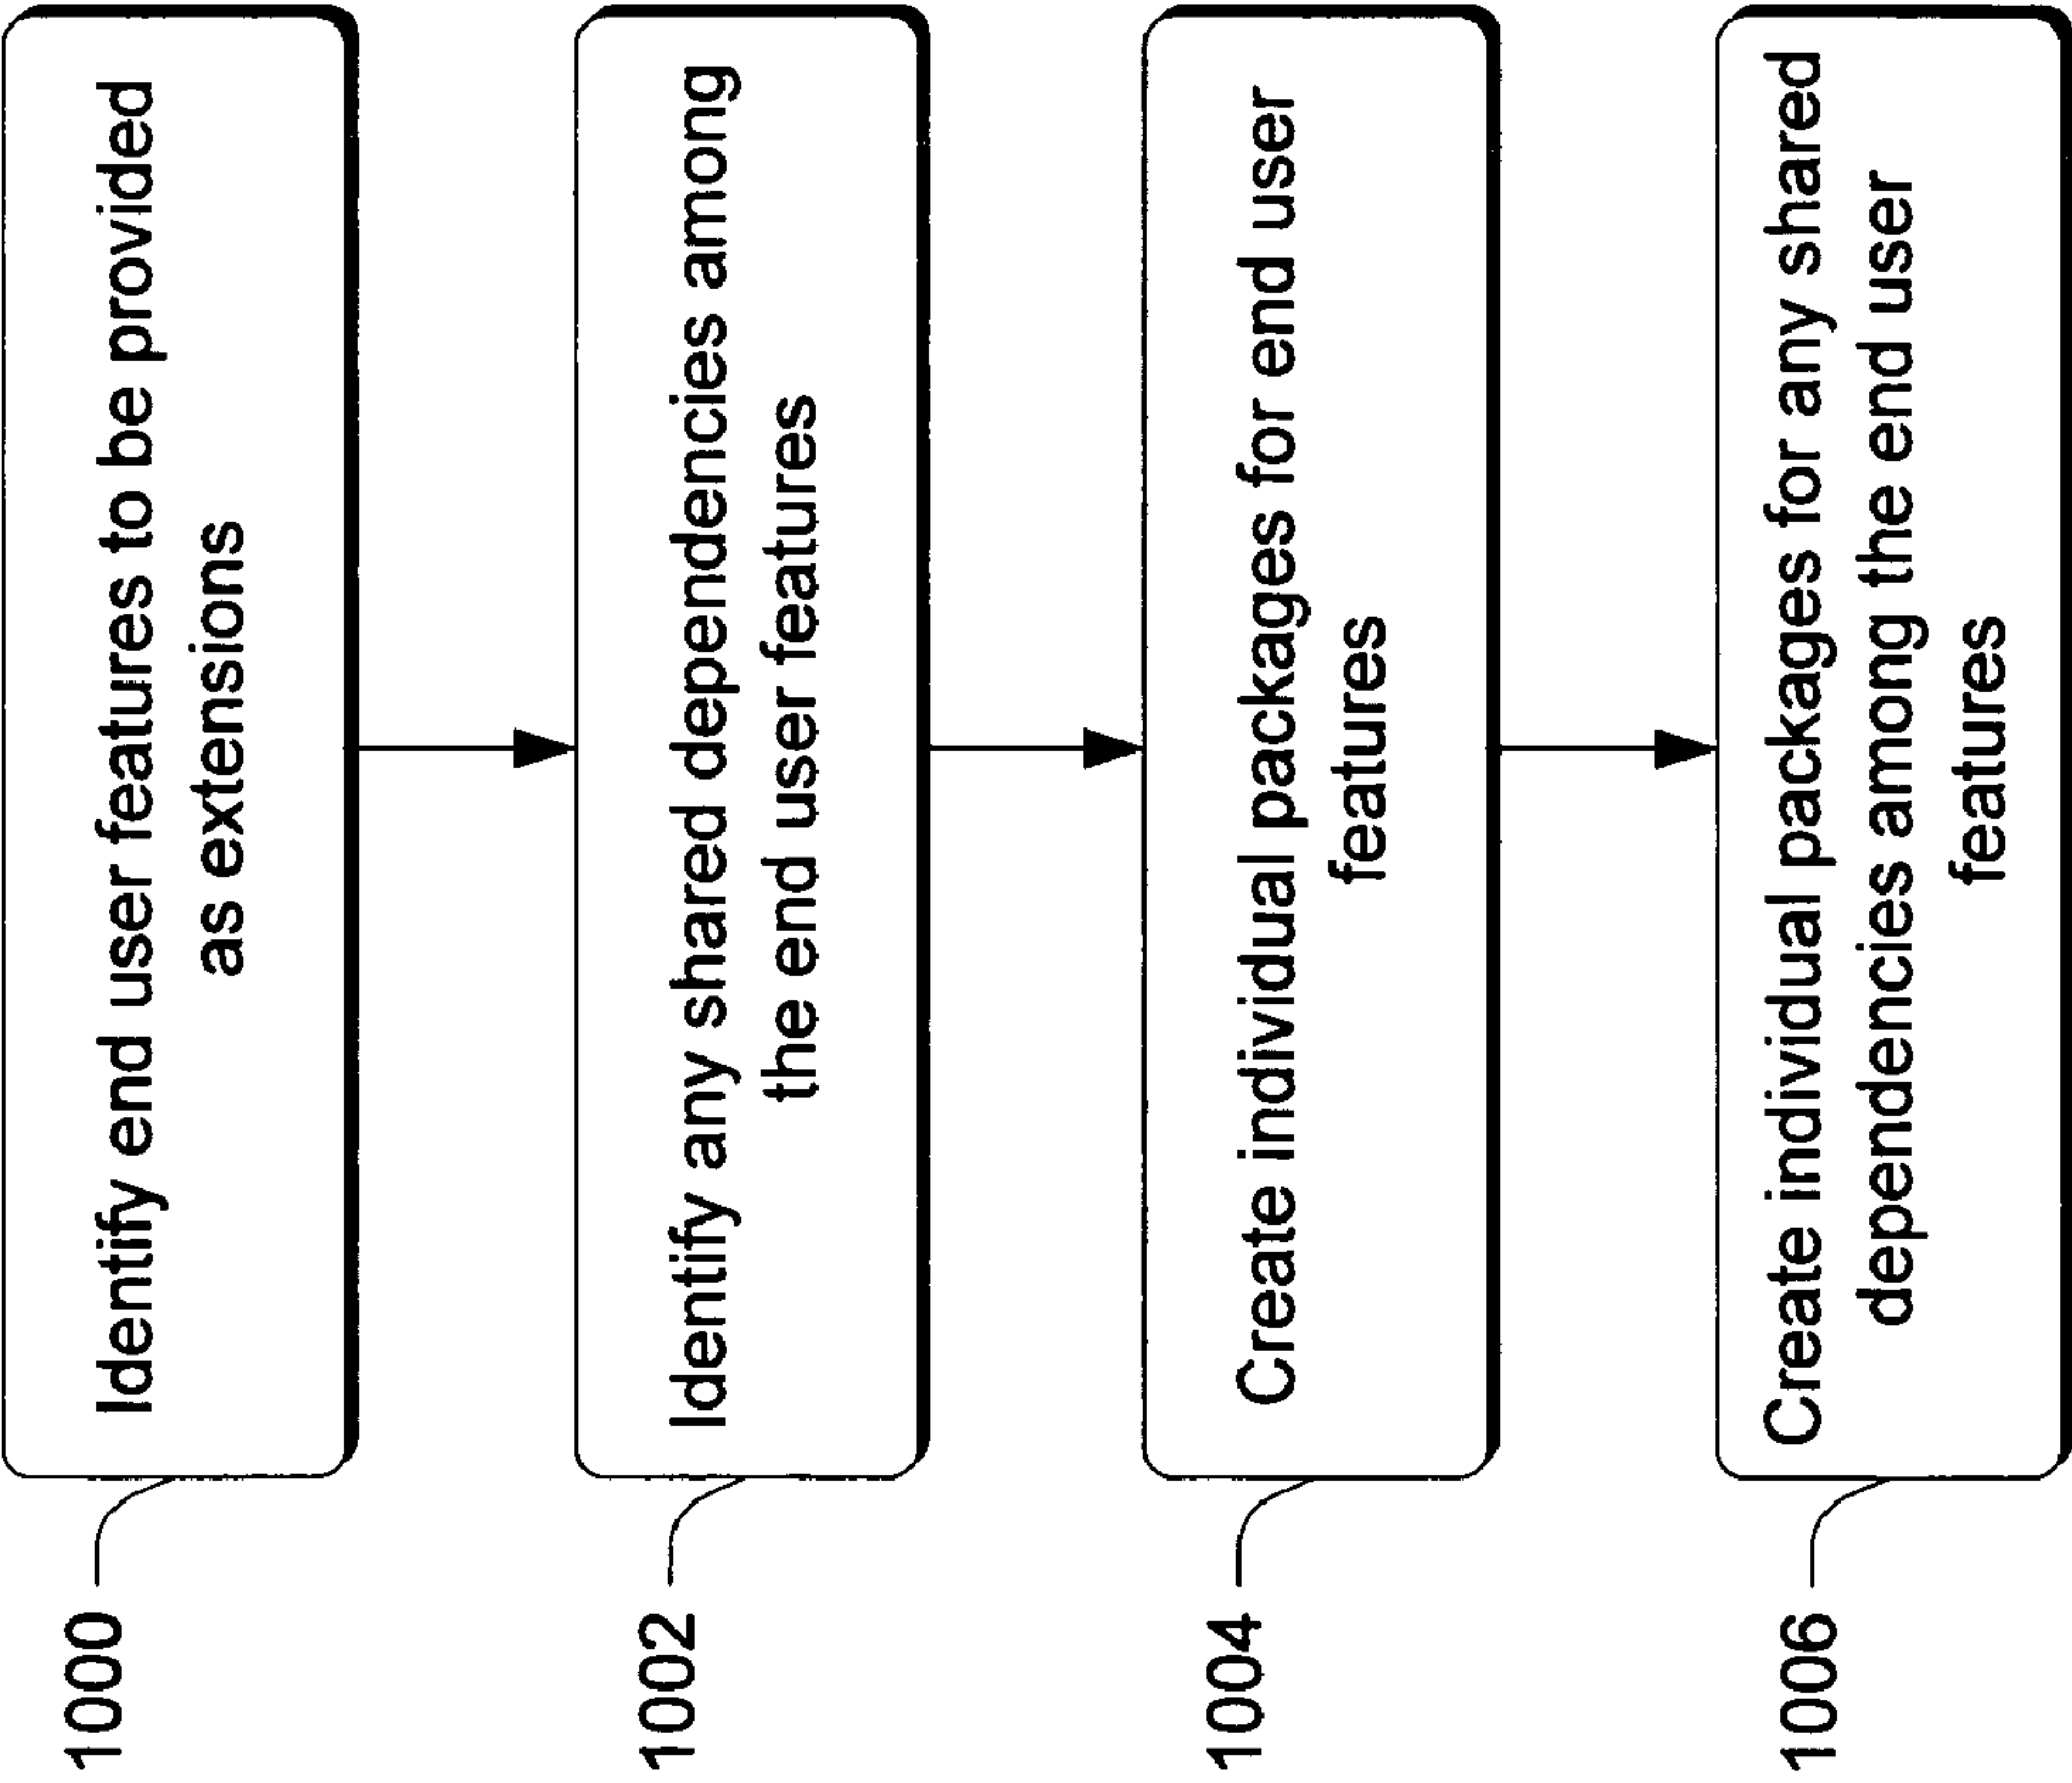 1000
Identify end user features to be provided
as extensions
1002
Identify any shared dependencies among
the end user features
1004
Create individual packages for end user
features
1006
Create individual packages for any shared
dependencies among the end user
features